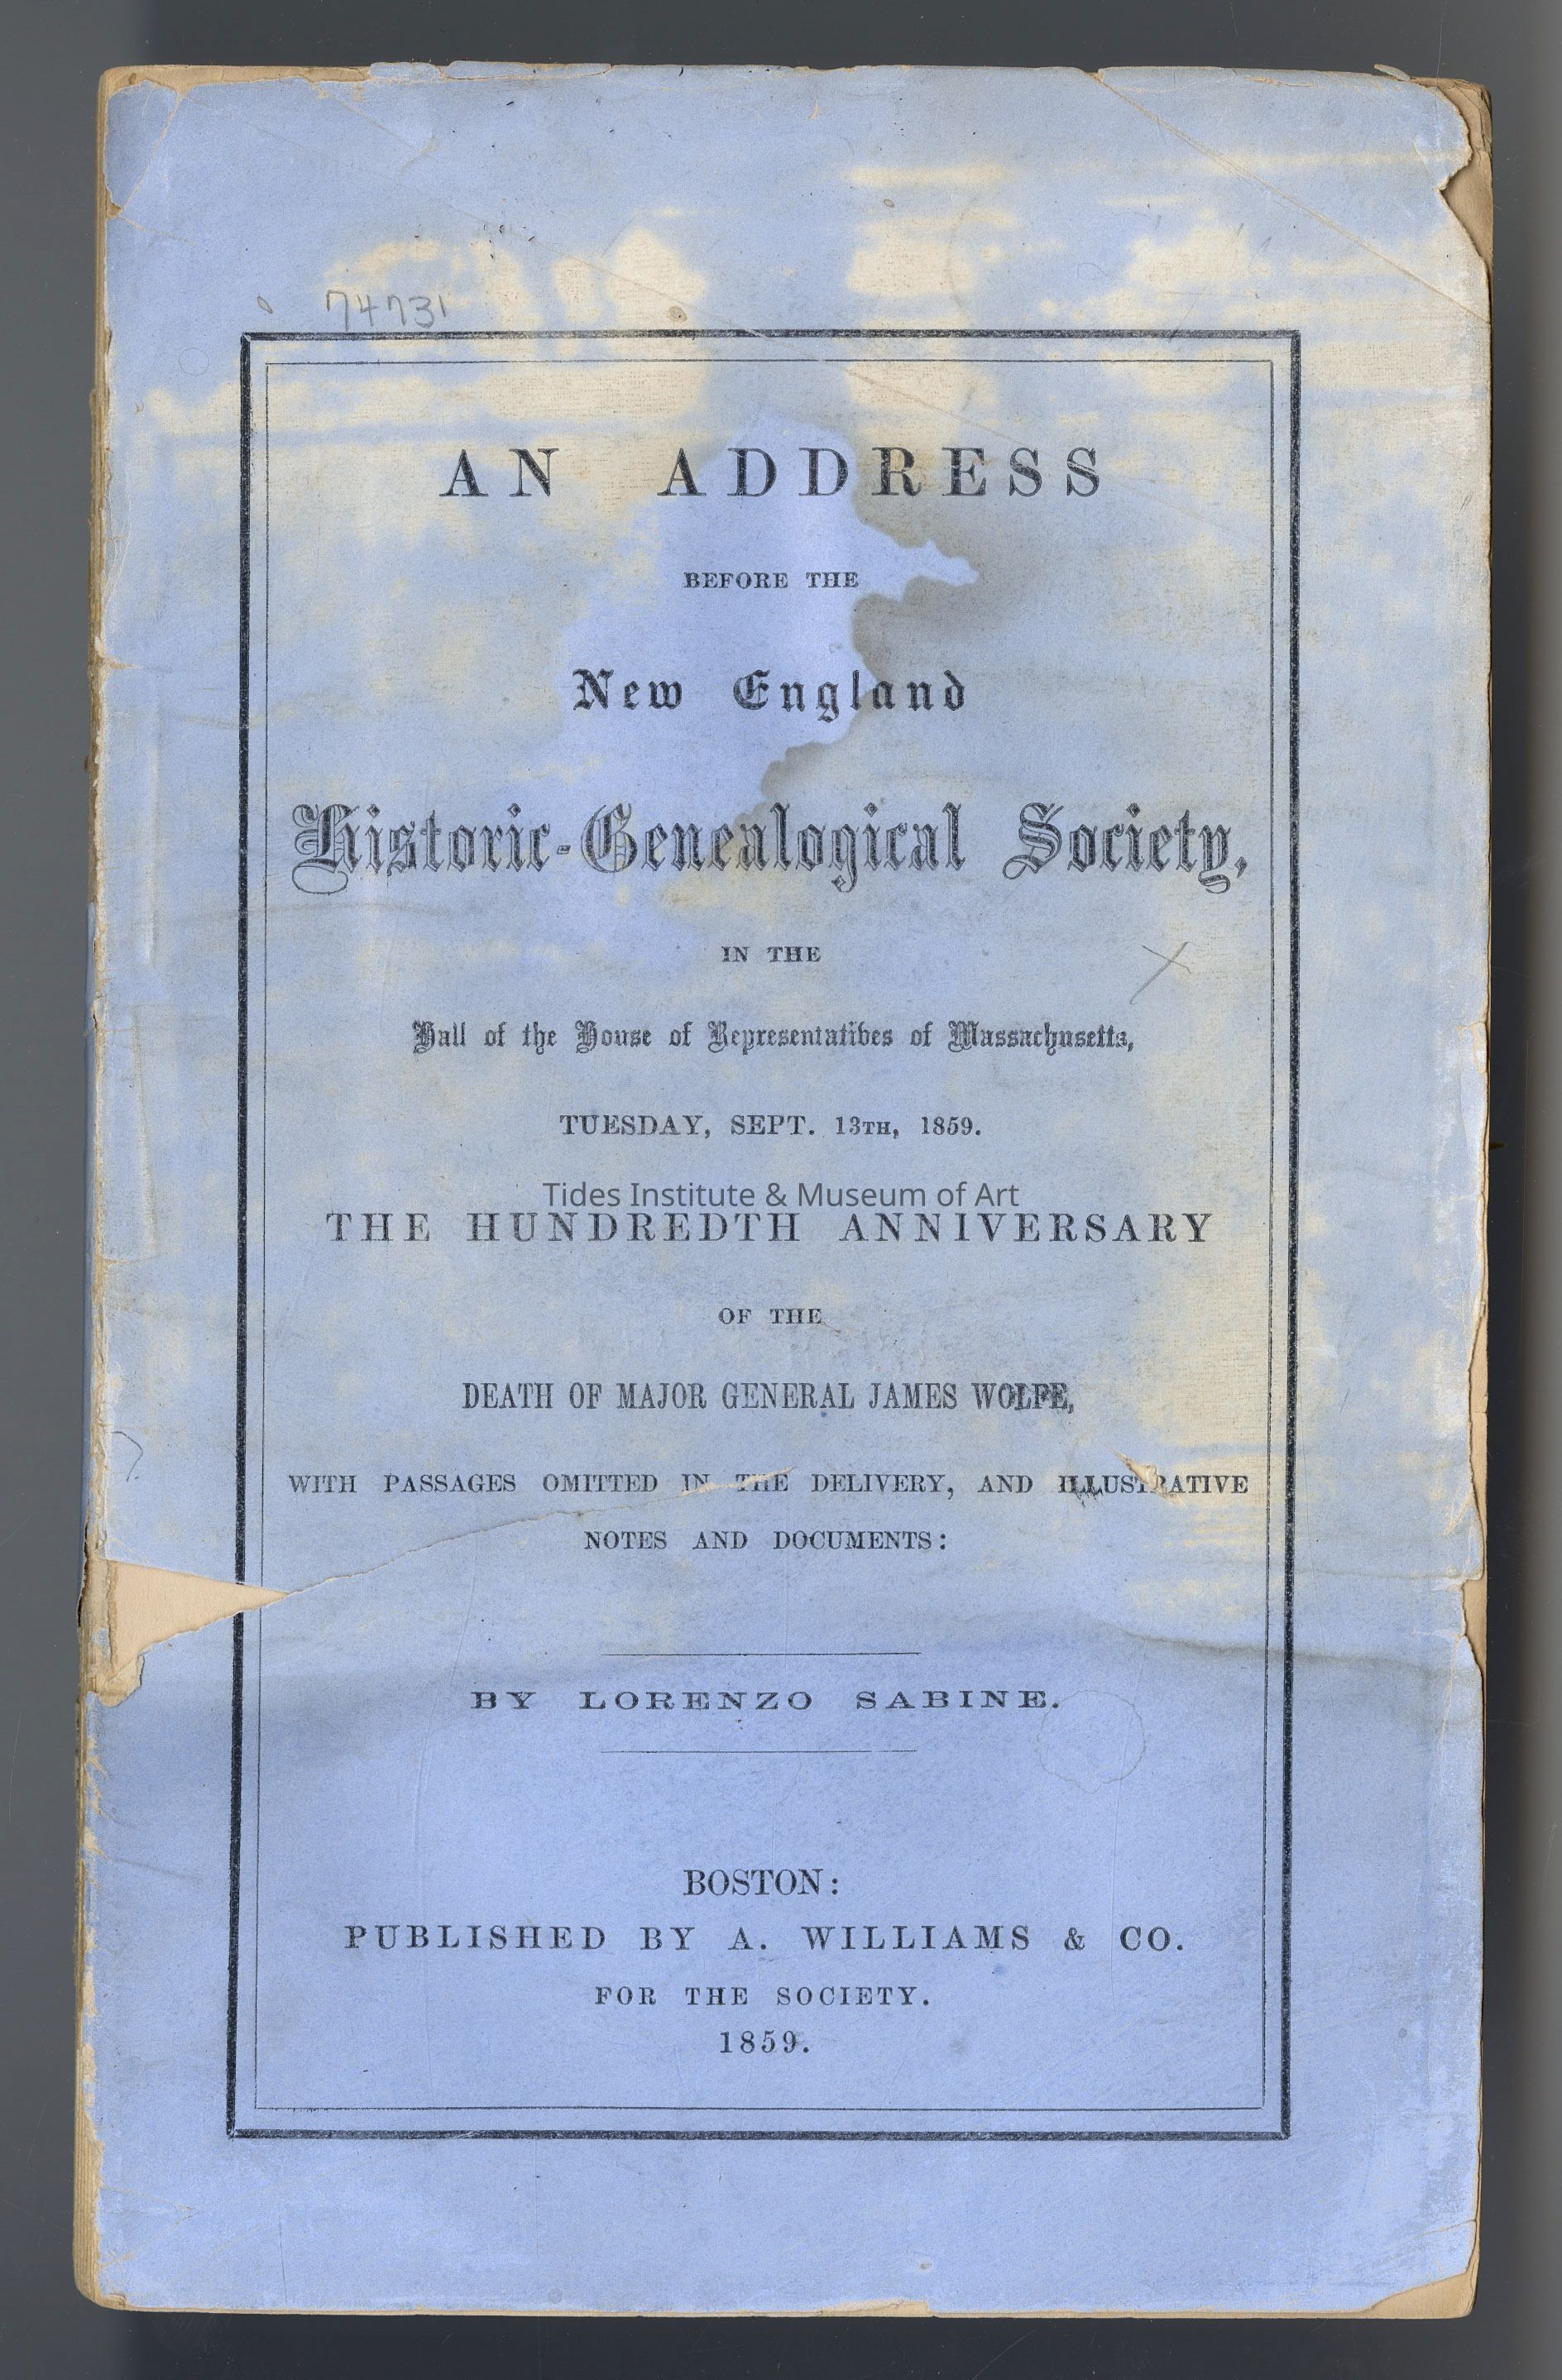 74731
AN ADDRESS
BEFORE THE
New England
Historic-Genealogical Society,
IN THE
Hall of the House of Representatives of Massachusetts,
TUESDAY, SEPT. 13TH, 1859.
Tides Institute & Museum of Art
THE HUNDREDTH ANNIVERSARY
OF THE
DEATH OF MAJOR GENERAL JAMES WOLFE,
WITH PASSAGES OMITTED IN THE DELIVERY, AND ILLUSTRATIVE
NOTES AND DOCUMENTS:
BY LORENZO SABINE.
BOSTON:
PUBLISHED BY A. WILLIAMS & CO.
FOR THE SOCIETY.
1859.